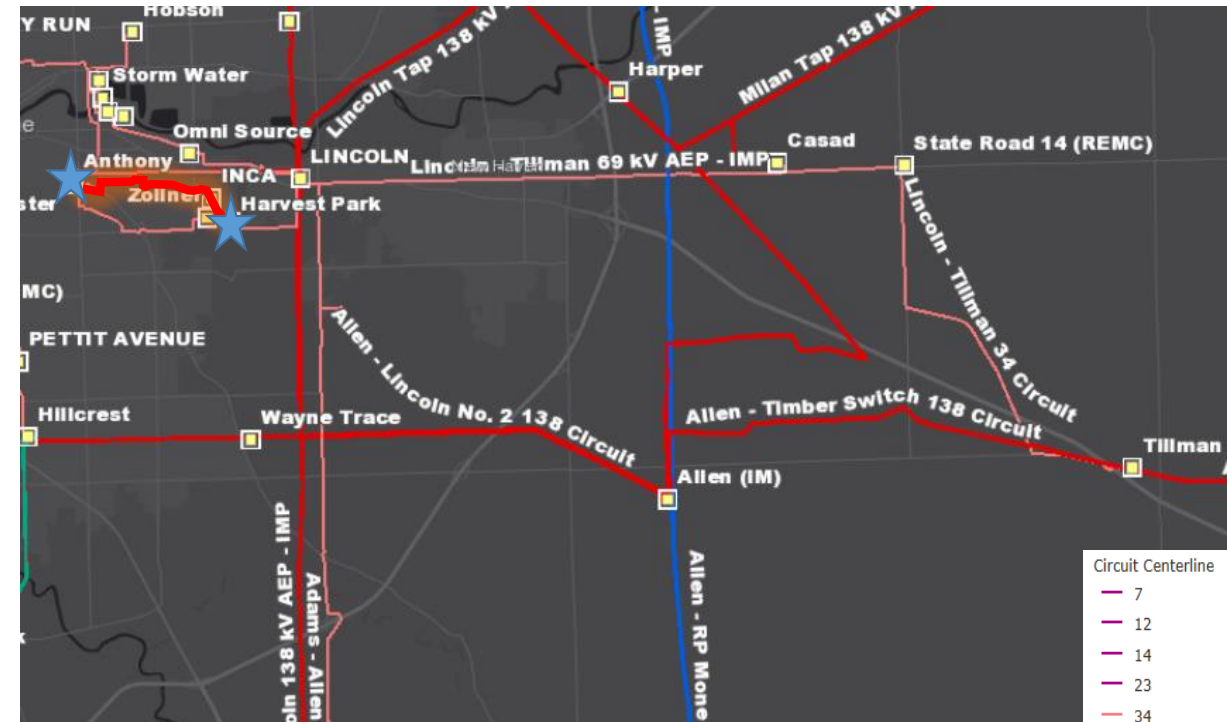 Hobson
Y RUN
Storm Water
Omni Source
Anthony
INCA
LINCOLN
Zollner
Harvest Park
ster
e
MC)
PETTIT AVENUE
Hillcrest
Wayne Trace
Lincoln Tap 138 kV
- IMP
Harper
Milan Tap 138 kV
Casad
State Road 14 (REMC)
Lincoln - Tillman 69 kV AEP - IMP
New Haven
Lincoln - Tillman 34 Circuit
Allen - Lincoln No. 2 138 Circuit
Allen - Timber Switch 138 Circuit
Tillman
Allen (IM)
oln 138 kV AEP - IMP
Adams - Allen
Allen - RP Mone
Circuit Centerline
7
12
14
23
34